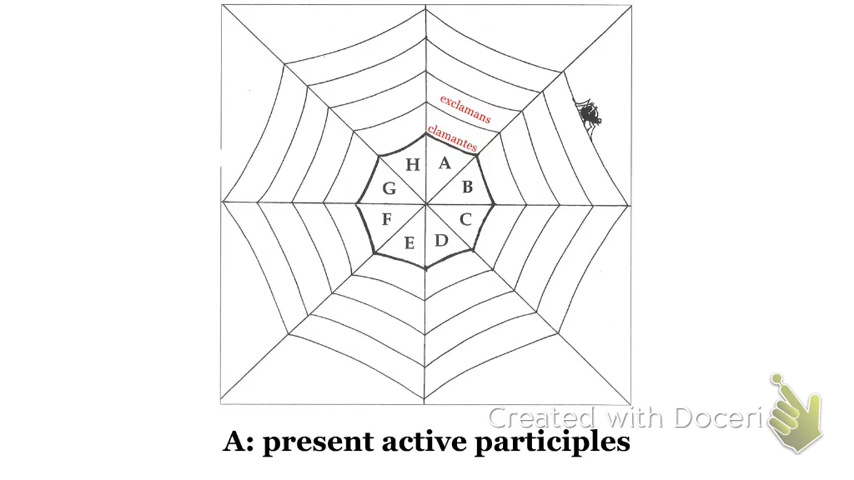 exclamans
clamantes
H A
G B
F C
E D
Created with Doceri
A: present active participles